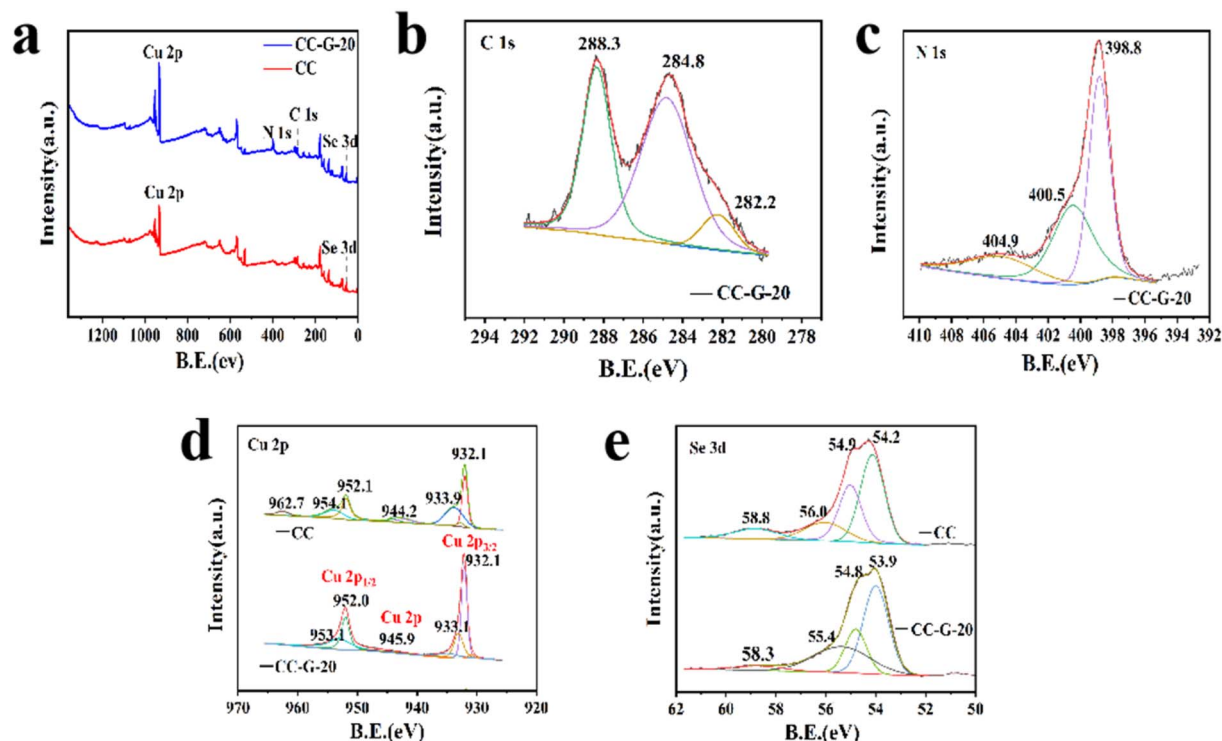 a
CC-G-20
CC
Cu 2p
N 1s
C 1s
Se 3d
Cu 2p
Se 3d
Intensity(a.u.)
1200 1000 800 600 400 200 0
B.E.(ev)
b
C 1s
288.3
284.8
282.2
CC-G-20
Intensity(a.u.)
294 292 290 288 286 284 282 280 278
B.E.(eV)
c
N 1s
398.8
400.5
404.9
CC-G-20
Intensity(a.u.)
410 408 406 404 402 400 398 396 394 392
B.E.(eV)
d
Cu 2p
932.1
962.7
954.1
952.1
944.2
933.9
CC
Cu 2p3/2
932.1
Cu 2p1/2
952.0
Cu 2p
953.1
945.9
933.1
CC-G-20
Intensity(a.u.)
970 960 950 940 930 920
B.E.(eV)
e
Se 3d
54.9
54.2
56.0
58.8
CC
53.9
54.8
55.4
58.3
CC-G-20
Intensity(a.u.)
62 60 58 56 54 52 50
B.E.(eV)